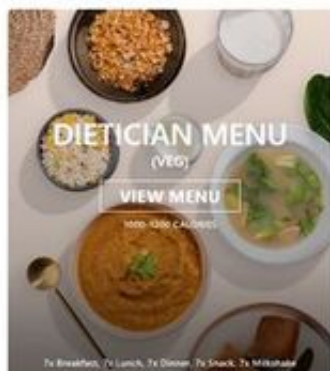 DIETICIAN MENU
(VEG)
VIEW MENU
1000-1200 CALORIES
7x Breakfast, 7x Lunch, 7x Dinner, 7x Snack, 7x Milkshake